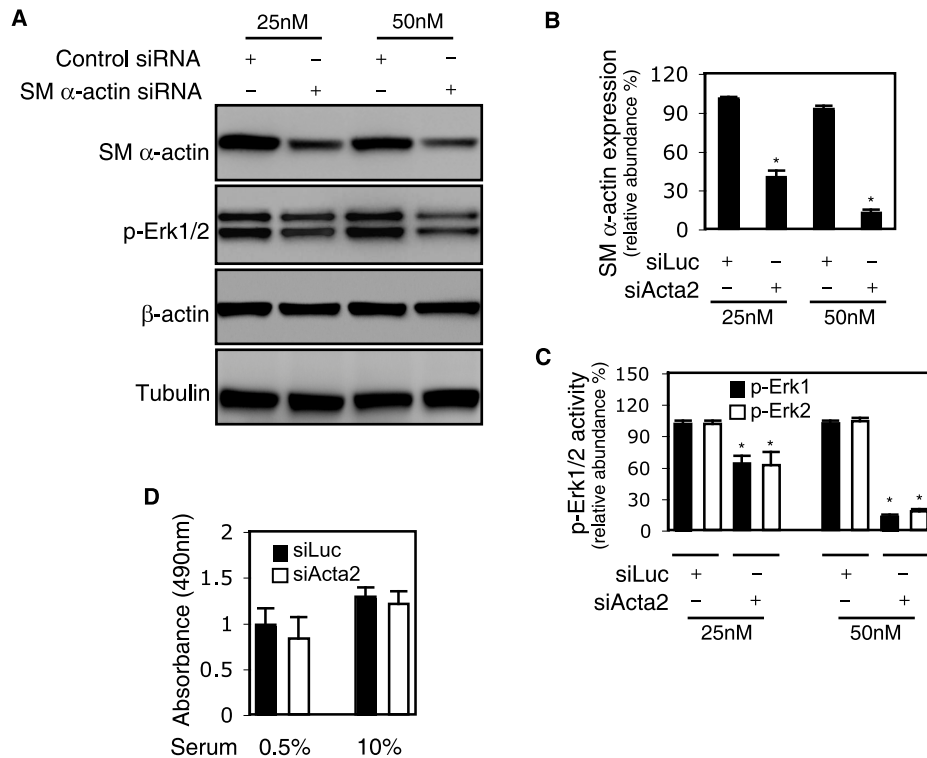 A
25nM 50nM
Control siRNA + – + –
SM α-actin siRNA – + – +
SM α-actin
p-Erk1/2
β-actin
Tubulin
B
SM α-actin expression
(relative abundance %)
120
90
60
30
0
* *
siLuc + – + –
siActa2 – + – +
25nM 50nM
C
p-Erk1/2 activity
(relative abundance %)
150
120
90
60
30
0
p-Erk1
p-Erk2
* * * *
siLuc + – + –
siActa2 – + – +
25nM 50nM
D
Absorbance (490nm)
2
1.5
1
0.5
0
siLuc
siActa2
Serum 0.5% 10%